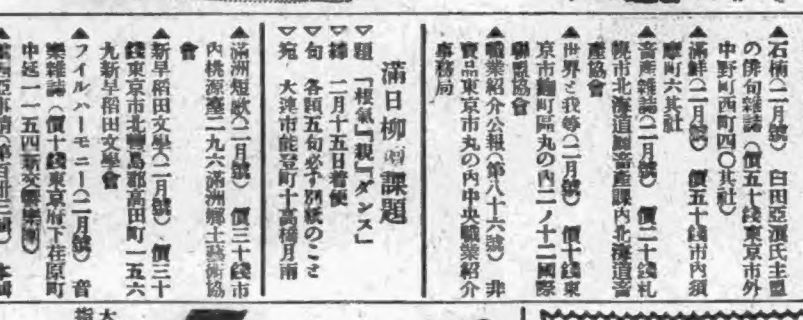 ▲石楠(二月號) 臼田亞浪氏主宰
の俳句雜誌(價五十錢東京市外
中野町西町四〇其社)
▲滿鮮(二月號) 價五十錢市內須
磨町六其社
▲畜產雜誌(二月號) 價二十錢札
幌市北海道廳畜產課內北海道畜
產協會
▲世界と我等(二月號) 價十錢東
京市麴町區丸の內二ノ十二國際
聯盟協會
▲職業紹介公報(第八十六號) 非
賣品東京市丸の內中央職業紹介
事務局
滿日柳壇課題
▽題 『根氣』『親』『ダンス』
▽締 二月十五日着便
▽句 各題五句必ず別紙のこと
▽宛 大連市能登町十高橋月南
▲滿洲短歌(二月號) 價三十錢市
內桃源臺二九六滿洲鄕土藝術協
會
▲新早稻田文學(二月號) 價三十
錢東京市北豐島郡高田町一五六
九新早稻田文學會
▲フイルハーモニー(二月號) 音
樂雜誌(價十錢東京府下荏原町
中延一一五四新交響樂團)